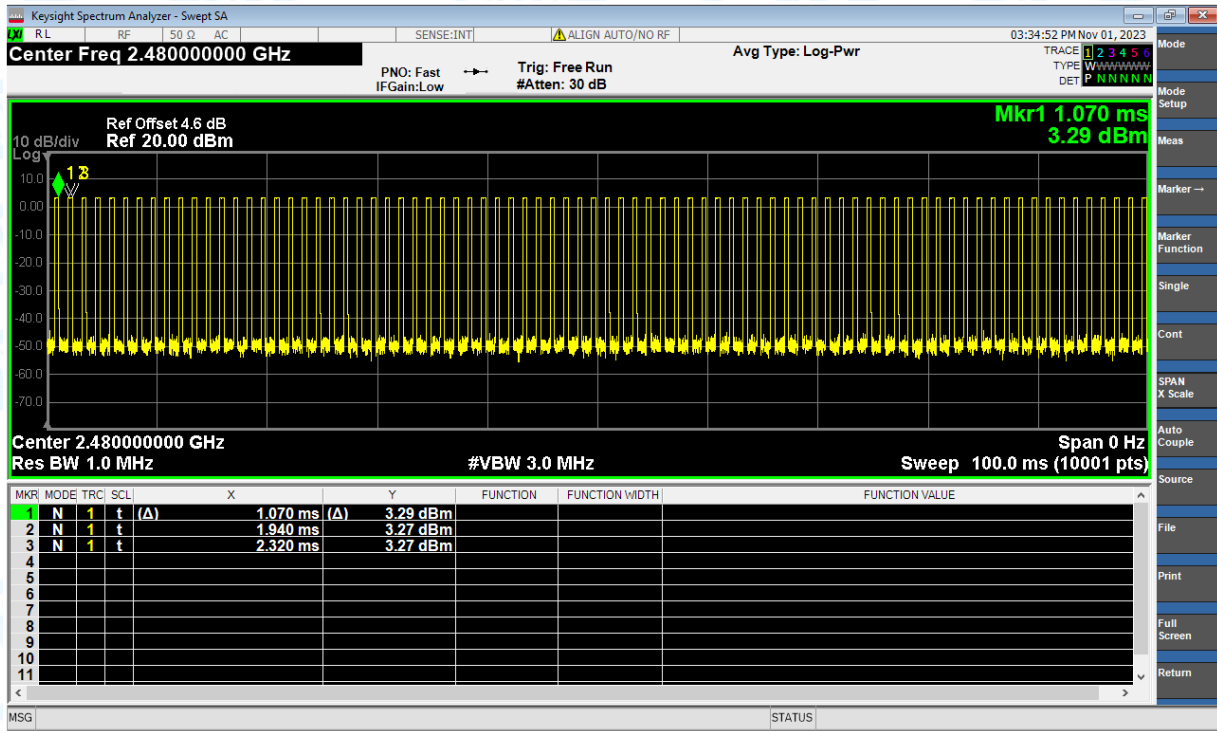 Keysight Spectrum Analyzer - Swept SA
LXI RL RF 50 Ω AC SENSE:INT ALIGN AUTO/NO RF 03:34:52 PM Nov 01, 2023
Center Freq 2.480000000 GHz
PNO: Fast
IFGain:Low
Trig: Free Run
#Atten: 30 dB
Avg Type: Log-Pwr
TRACE 1 2 3 4 5 6
TYPE WWWWWW
DET P N N N N N
Mkr1 1.070 ms
3.29 dBm
10 dB/div
Log
Ref Offset 4.6 dB
Ref 20.00 dBm
1 2 3
10.0
0.00
-10.0
-20.0
-30.0
-40.0
-50.0
-60.0
-70.0
Center 2.480000000 GHz Span 0 Hz
Res BW 1.0 MHz #VBW 3.0 MHz Sweep 100.0 ms (10001 pts)
MKR MODE TRC SCL X Y FUNCTION FUNCTION WIDTH FUNCTION VALUE
1 N 1 t (Δ) 1.070 ms (Δ) 3.29 dBm
2 N 1 t 1.940 ms 3.27 dBm
3 N 1 t 2.320 ms 3.27 dBm
4
5
6
7
8
9
10
11
MSG STATUS
Mode
Mode
Setup
Meas
Marker →
Marker
Function
Single
Cont
SPAN
X Scale
Auto
Couple
Source
File
Print
Full
Screen
Return